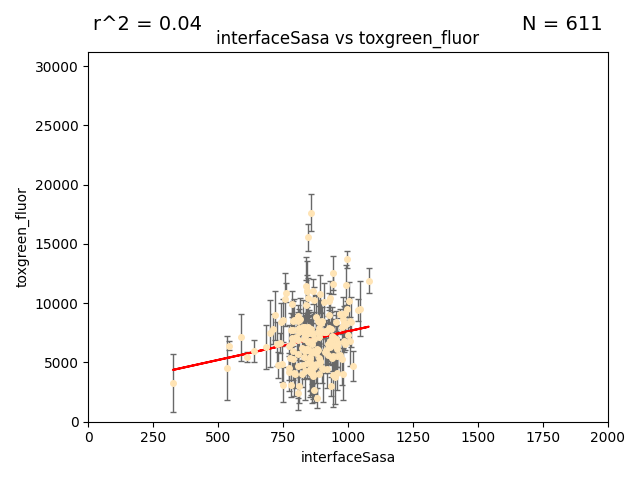 r^2 = 0.04
N = 611
interfaceSasa vs toxgreen_fluor
30000
25000
20000
15000
10000
5000
0
toxgreen_fluor
0 250 500 750 1000 1250 1500 1750 2000
interfaceSasa